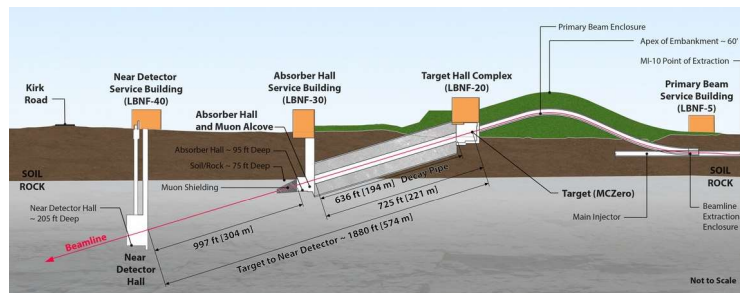 Primary Beam Enclosure
Apex of Embankment ~ 60'
MI-10 Point of Extraction
Kirk
Road
Near Detector
Service Building
(LBNF-40)
Absorber Hall
Service Building
(LBNF-30)
Target Hall Complex
(LBNF-20)
Primary Beam
Service Building
(LBNF-5)
Absorber Hall
and Muon Alcove
Absorber Hall ~ 95 ft Deep
Soil/Rock ~ 75 ft Deep
Muon Shielding
SOIL
ROCK
SOIL
ROCK
636 ft [194 m] Decay Pipe
725 ft [221 m]
Target (MCZero)
Main Injector
Beamline
Extraction
Enclosure
Near Detector Hall
~ 205 ft Deep
Beamline
997 ft [304 m]
Target to Near Detector ~ 1880 ft [574 m]
Near
Detector
Hall
Not to Scale